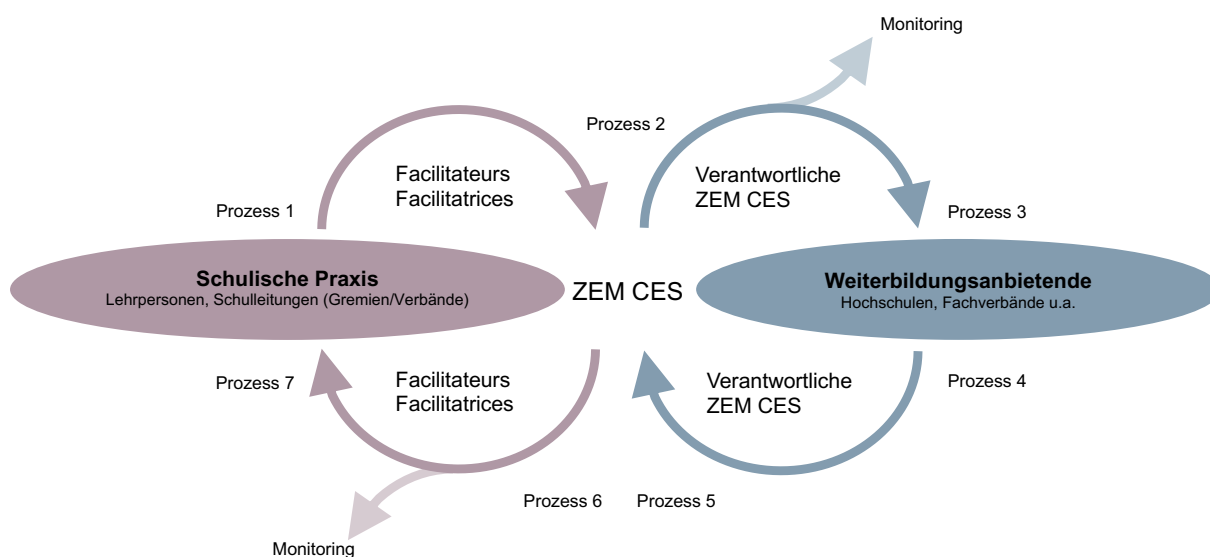 Monitoring
Prozess 2
Facilitateurs
Facilitatrices
Verantwortliche
ZEM CES
Prozess 1
Prozess 3
Schulische Praxis
Lehrpersonen, Schulleitungen (Gremien/Verbände)
ZEM CES
Weiterbildungsanbietende
Hochschulen, Fachverbände u.a.
Prozess 7
Facilitateurs
Facilitatrices
Verantwortliche
ZEM CES
Prozess 4
Prozess 6
Prozess 5
Monitoring